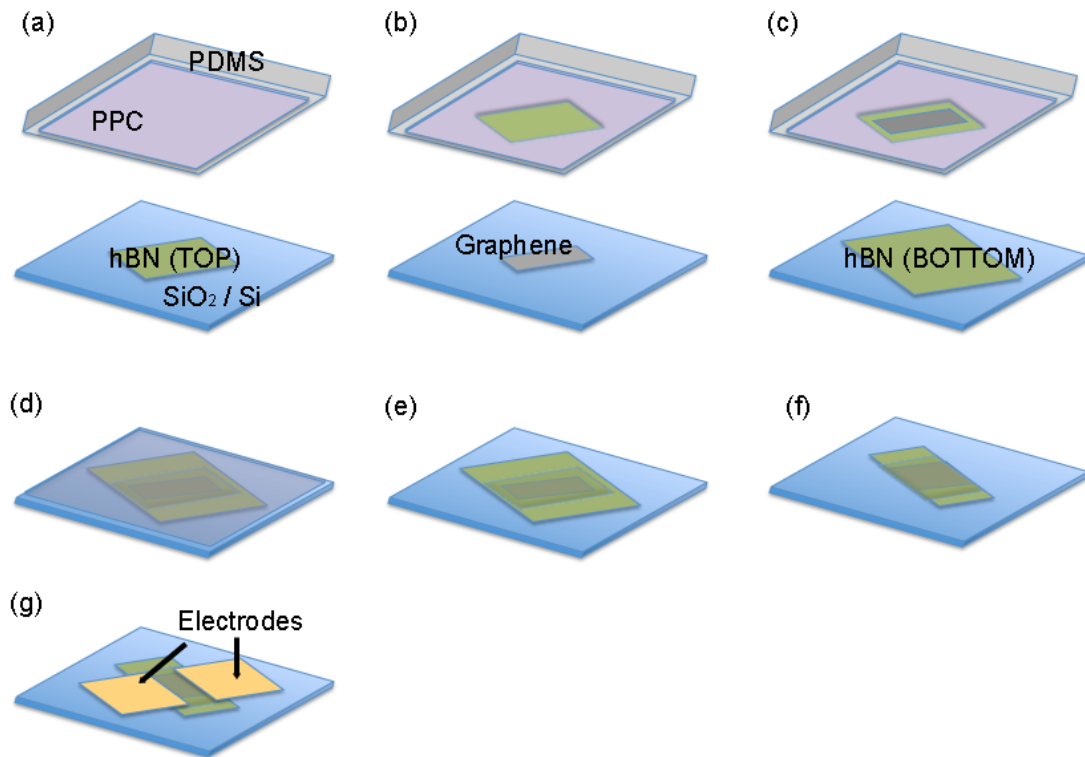 (a)
(b)
(c)
PDMS
PPC
hBN (TOP)
SiO₂ / Si
Graphene
hBN (BOTTOM)
(d)
(e)
(f)
(g)
Electrodes